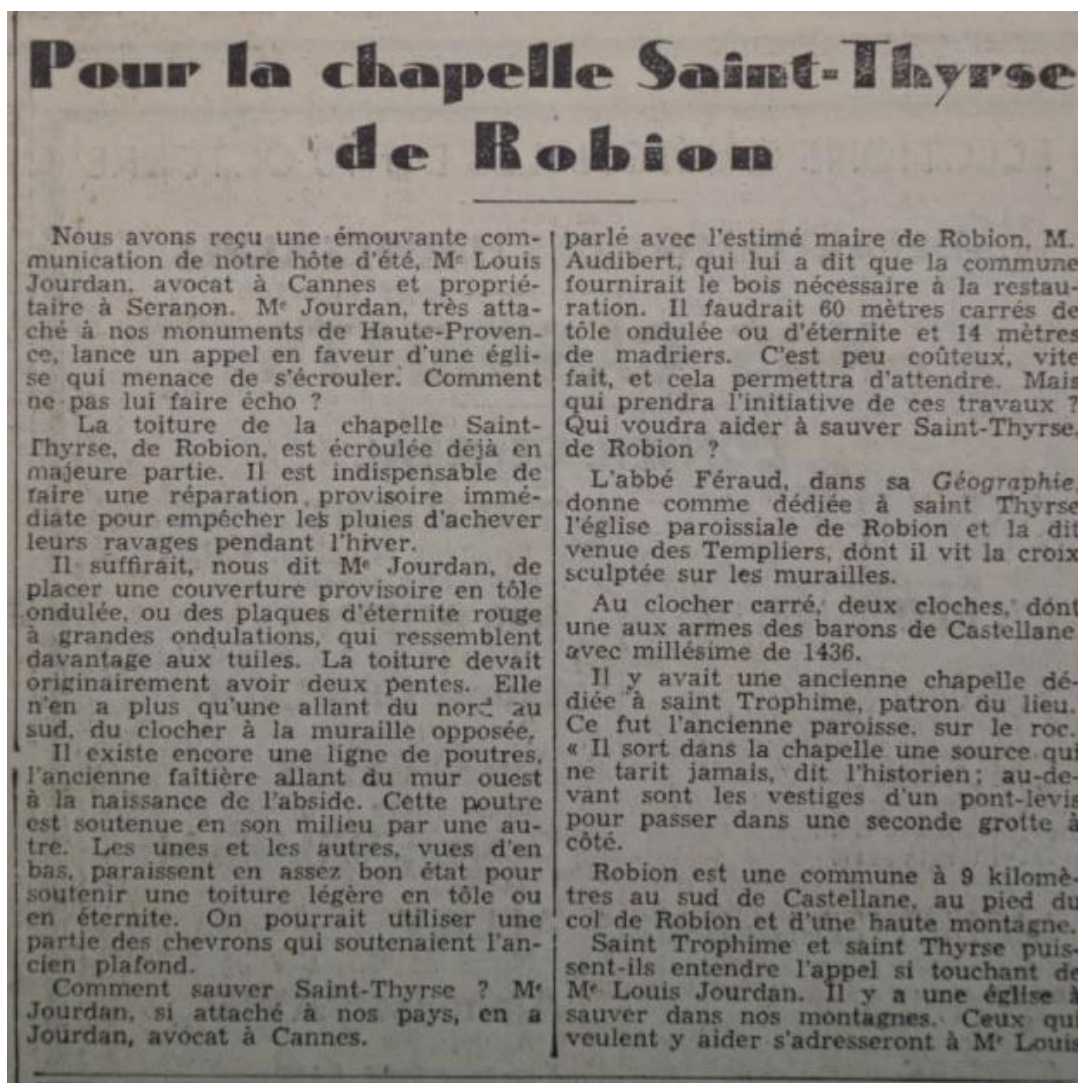 Pour la chapelle Saint-Thyrse
de Robion
Nous avons reçu une émouvante com-
munication de notre hôte d'été, Me Louis
Jourdan, avocat à Cannes et proprié-
taire à Seranon. Me Jourdan, très atta-
ché à nos monuments de Haute-Proven-
ce, lance un appel en faveur d'une égli-
se qui menace de s'écrouler. Comment
ne pas lui faire écho ?
La toiture de la chapelle Saint-
Thyrse, de Robion, est écroulée déjà en
majeure partie. Il est indispensable de
faire une réparation provisoire immé-
diate pour empêcher les pluies d'achever
leurs ravages pendant l'hiver.
Il suffirait, nous dit Me Jourdan, de
placer une couverture provisoire en tôle
ondulée, ou des plaques d'éternite rouge
à grandes ondulations, qui ressemblent
davantage aux tuiles. La toiture devait
originairement avoir deux pentes. Elle
n'en a plus qu'une allant du nord au
sud, du clocher à la muraille opposée.
Il existe encore une ligne de poutres,
l'ancienne faîtière allant du mur ouest
à la naissance de l'abside. Cette poutre
est soutenue en son milieu par une au-
tre. Les unes et les autres, vues d'en
bas, paraissent en assez bon état pour
soutenir une toiture légère en tôle ou
en éternite. On pourrait utiliser une
partie des chevrons qui soutenaient l'an-
cien plafond.
Comment sauver Saint-Thyrse ? Me
Jourdan, si attaché à nos pays, en a
Jourdan, avocat à Cannes.
parlé avec l'estimé maire de Robion, M.
Audibert, qui lui a dit que la commune
fournirait le bois nécessaire à la restau-
ration. Il faudrait 60 mètres carrés de
tôle ondulée ou d'éternite et 14 mètres
de madriers. C'est peu coûteux, vite
fait, et cela permettra d'attendre. Mais
qui prendra l'initiative de ces travaux ?
Qui voudra aider à sauver Saint-Thyrse,
de Robion ?
L'abbé Féraud, dans sa Géographie,
donne comme dédiée à saint Thyrse
l'église paroissiale de Robion et la dit
venue des Templiers, dont il vit la croix
sculptée sur les murailles.
Au clocher carré, deux cloches, dont
une aux armes des barons de Castellane
avec millésime de 1436.
Il y avait une ancienne chapelle dé-
diée à saint Trophime, patron du lieu.
Ce fut l'ancienne paroisse, sur le roc.
« Il sort dans la chapelle une source qui
ne tarit jamais, dit l'historien; au-de-
vant sont les vestiges d'un pont-levis
pour passer dans une seconde grotte à
côté.
Robion est une commune à 9 kilomè-
tres au sud de Castellane, au pied du
col de Robion et d'une haute montagne.
Saint Trophime et saint Thyrse puis-
sent-ils entendre l'appel si touchant de
Me Louis Jourdan. Il y a une église à
sauver dans nos montagnes. Ceux qui
veulent y aider s'adresseront à Me Louis